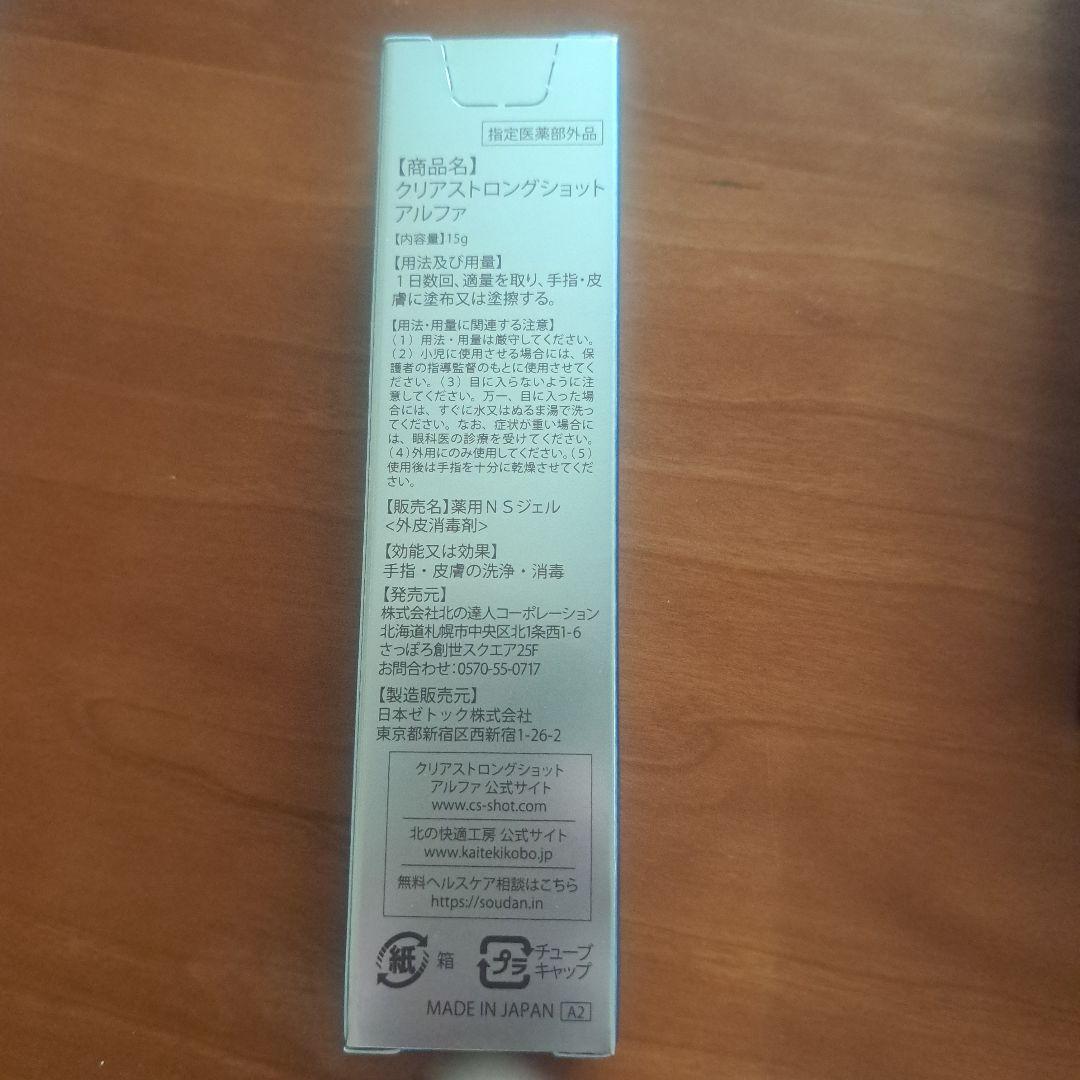 指定医薬部外品
【商品名】
クリアストロングショット
アルファ
【内容量】15g
【用法及び用量】
１日数回、適量を取り、手指・皮
膚に塗布又は塗擦する。
【用法・用量に関連する注意】
（1）用法・用量は厳守してください。
（2）小児に使用させる場合には、保
護者の指導監督のもとに使用させてく
ださい。（3）目に入らないように注
意してください。万一、目に入った場
合には、すぐに水又はぬるま湯で洗っ
てください。なお、症状が重い場合に
は、眼科医の診療を受けてください。
（4）外用にのみ使用してください。（5）
使用後は手指を十分に乾燥させてくだ
さい。
【販売名】薬用ＮＳジェル
<外皮消毒剤>
【効能又は効果】
手指・皮膚の洗浄・消毒
【発売元】
株式会社北の達人コーポレーション
北海道札幌市中央区北1条西1-6
さっぽろ創世スクエア25F
お問合わせ：0570-55-0717
【製造販売元】
日本ゼトック株式会社
東京都新宿区西新宿1-26-2
クリアストロングショット
アルファ 公式サイト
www.cs-shot.com
北の快適工房 公式サイト
www.kaitekikobo.jp
無料ヘルスケア相談はこちら
https://soudan.in
紙 箱 プラ チューブ
キャップ
MADE IN JAPAN A2